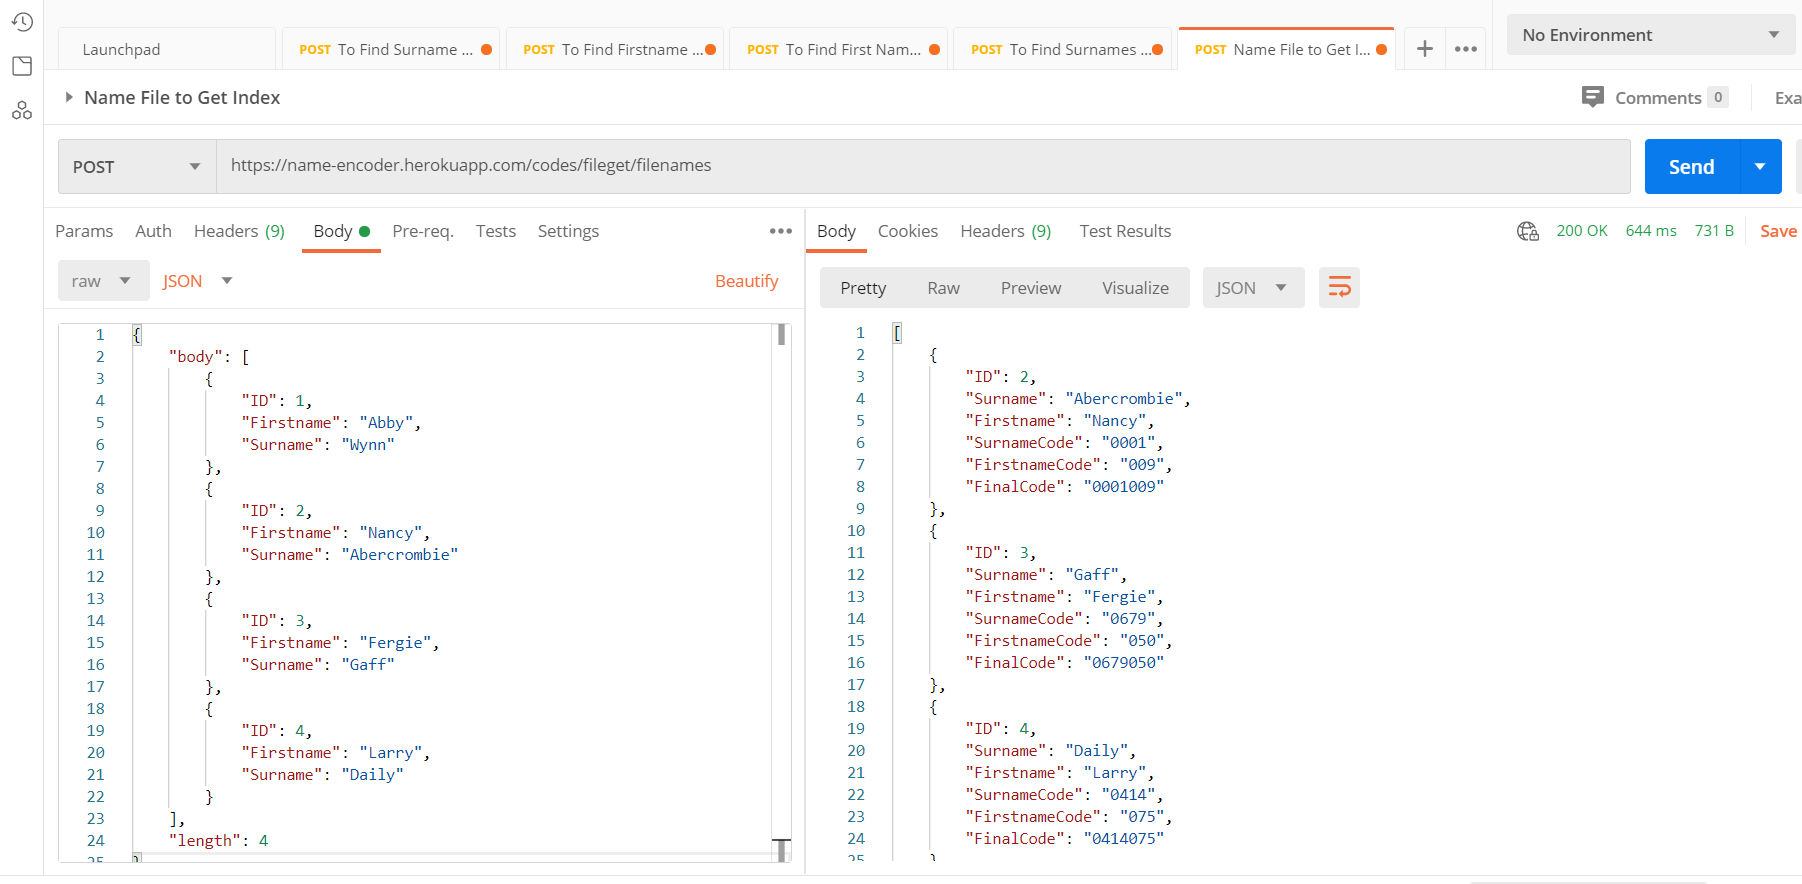 Launchpad
POST To Find Surname ...
POST To Find Firstname ...
POST To Find First Nam...
POST To Find Surnames ...
POST Name File to Get I...
No Environment
Name File to Get Index
Comments 0
Exa
POST
https://name-encoder.herokuapp.com/codes/fileget/filenames
Send
Params Auth Headers (9) Body Pre-req. Tests Settings
raw JSON Beautify
1 {
2 "body": [
3 {
4 "ID": 1,
5 "Firstname": "Abby",
6 "Surname": "Wynn"
7 },
8 {
9 "ID": 2,
10 "Firstname": "Nancy",
11 "Surname": "Abercrombie"
12 },
13 {
14 "ID": 3,
15 "Firstname": "Fergie",
16 "Surname": "Gaff"
17 },
18 {
19 "ID": 4,
20 "Firstname": "Larry",
21 "Surname": "Daily"
22 }
23 ],
24 "length": 4
25 }
Body Cookies Headers (9) Test Results
200 OK 644 ms 731 B Save
Pretty Raw Preview Visualize JSON
1 [
2 {
3 "ID": 2,
4 "Surname": "Abercrombie",
5 "Firstname": "Nancy",
6 "SurnameCode": "0001",
7 "FirstnameCode": "009",
8 "FinalCode": "0001009"
9 },
10 {
11 "ID": 3,
12 "Surname": "Gaff",
13 "Firstname": "Fergie",
14 "SurnameCode": "0679",
15 "FirstnameCode": "050",
16 "FinalCode": "0679050"
17 },
18 {
19 "ID": 4,
20 "Surname": "Daily",
21 "Firstname": "Larry",
22 "SurnameCode": "0414",
23 "FirstnameCode": "075",
24 "FinalCode": "0414075"
25 }